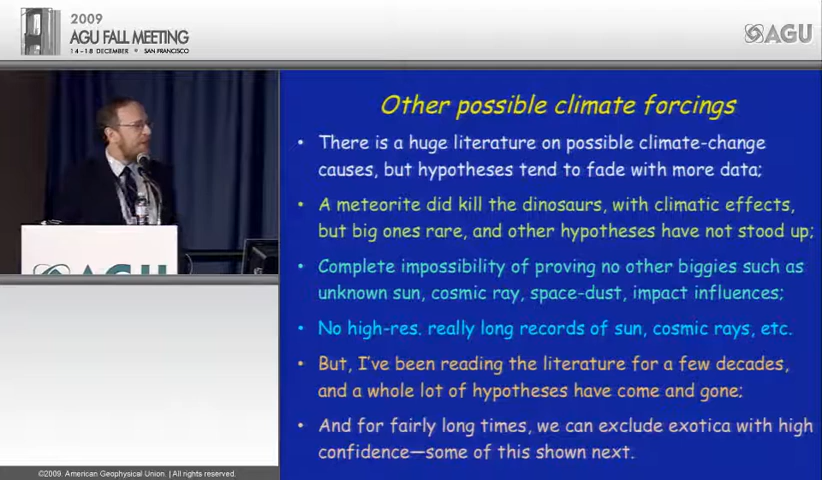 2009
AGU FALL MEETING
14-18 DECEMBER • SAN FRANCISCO
AGU
Other possible climate forcings
• There is a huge literature on possible climate-change
causes, but hypotheses tend to fade with more data;
• A meteorite did kill the dinosaurs, with climatic effects,
but big ones rare, and other hypotheses have not stood up;
• Complete impossibility of proving no other biggies such as
unknown sun, cosmic ray, space-dust, impact influences;
• No high-res. really long records of sun, cosmic rays, etc.
• But, I've been reading the literature for a few decades,
and a whole lot of hypotheses have come and gone;
• And for fairly long times, we can exclude exotica with high
confidence—some of this shown next.
AGU
©2009. American Geophysical Union. | All rights reserved.